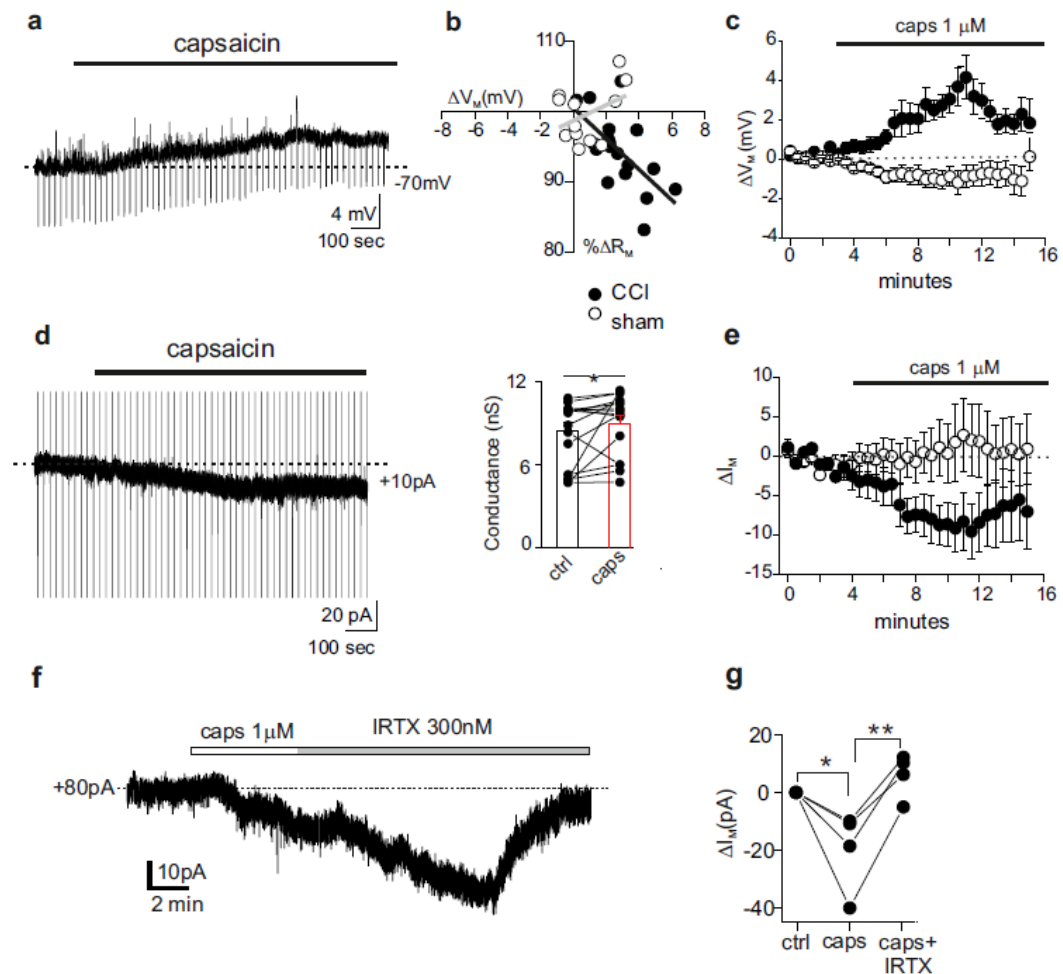 a
capsaicin
-70mV
4 mV
100 sec
b
110
ΔV_M(mV)
-8 -6 -4 -2 0 2 4 6 8
90
80
%ΔR_M
CCI
sham
c
caps 1 μM
6
4
2
0
-2
-4
ΔV_M(mV)
0 4 8 12 16
minutes
d
capsaicin
+10pA
20 pA
100 sec
*
12
6
0
Conductance (nS)
ctrl
caps
e
caps 1 μM
10
5
0
-5
-10
-15
ΔI_M
0 4 8 12 16
minutes
f
caps 1μM
IRTX 300nM
+80pA
10pA
2 min
g
20
0
-20
-40
ΔI_M(pA)
*
**
ctrl caps caps+
IRTX